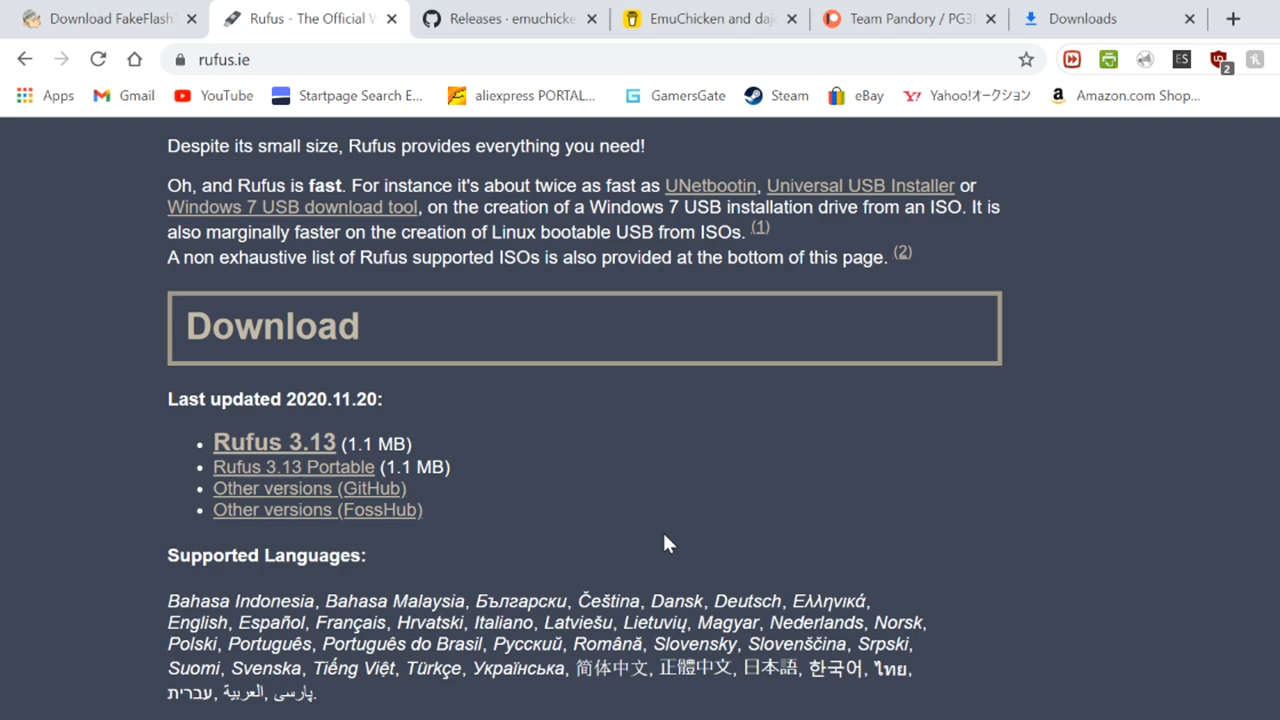 Download FakeFlash
Rufus - The Official W
Releases · emuchicke
EmuChicken and daj
Team Pandory / PG3
Downloads
rufus.ie
ES
2
Apps
Gmail
YouTube
Startpage Search E...
aliexpress PORTAL...
GamersGate
Steam
eBay
Yahoo!オークション
Amazon.com Shop...
Despite its small size, Rufus provides everything you need!
Oh, and Rufus is fast. For instance it's about twice as fast as UNetbootin, Universal USB Installer or
Windows 7 USB download tool, on the creation of a Windows 7 USB installation drive from an ISO. It is
also marginally faster on the creation of Linux bootable USB from ISOs. (1)
A non exhaustive list of Rufus supported ISOs is also provided at the bottom of this page. (2)
Download
Last updated 2020.11.20:
• Rufus 3.13 (1.1 MB)
• Rufus 3.13 Portable (1.1 MB)
• Other versions (GitHub)
• Other versions (FossHub)
Supported Languages:
Bahasa Indonesia, Bahasa Malaysia, Български, Čeština, Dansk, Deutsch, Ελληνικά,
English, Español, Français, Hrvatski, Italiano, Latviešu, Lietuvių, Magyar, Nederlands, Norsk,
Polski, Português, Português do Brasil, Русский, Română, Slovensky, Slovenščina, Srpski,
Suomi, Svenska, Tiếng Việt, Türkçe, Українська, 简体中文, 正體中文, 日本語, 한국어, ไทย,
עברית, العربية, پارسی.